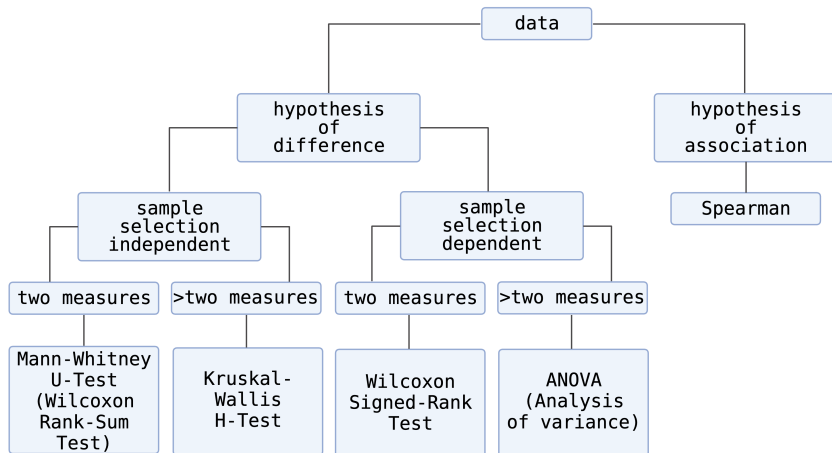 data
hypothesis
of
difference
hypothesis
of
association
sample
selection
independent
sample
selection
dependent
Spearman
two measures
>two measures
two measures
>two measures
Mann-Whitney
U-Test
(Wilcoxon
Rank-Sum
Test)
Kruskal-
Wallis
H-Test
Wilcoxon
Signed-Rank
Test
ANOVA
(Analysis
of variance)